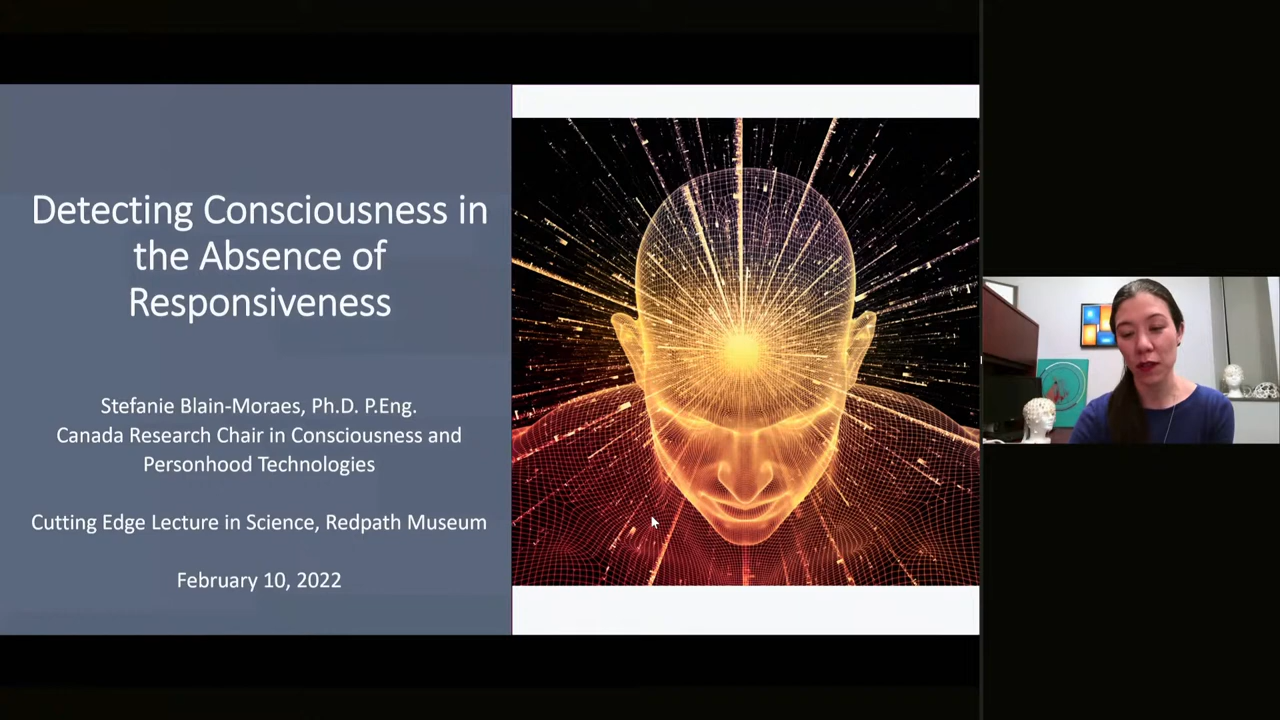 Detecting Consciousness in
the Absence of
Responsiveness
Stefanie Blain-Moraes, Ph.D. P.Eng.
Canada Research Chair in Consciousness and
Personhood Technologies
Cutting Edge Lecture in Science, Redpath Museum
February 10, 2022